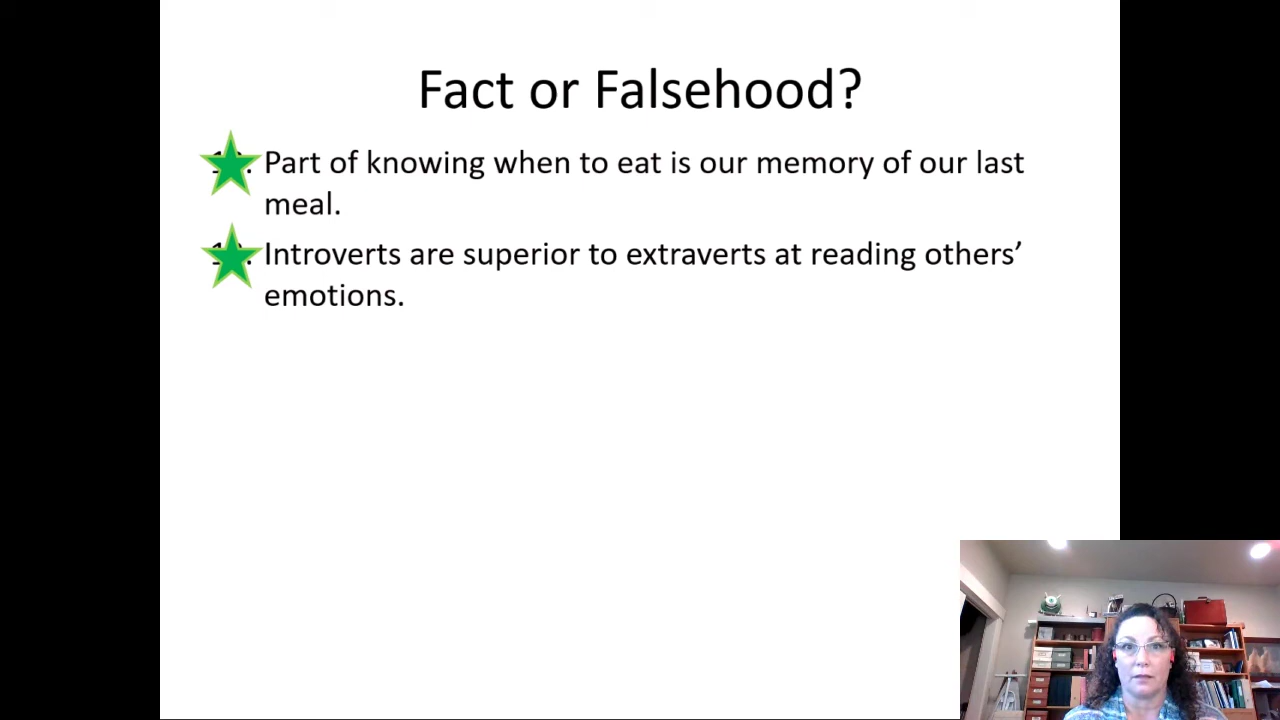 Fact or Falsehood?
Part of knowing when to eat is our memory of our last
meal.
Introverts are superior to extraverts at reading others’
emotions.